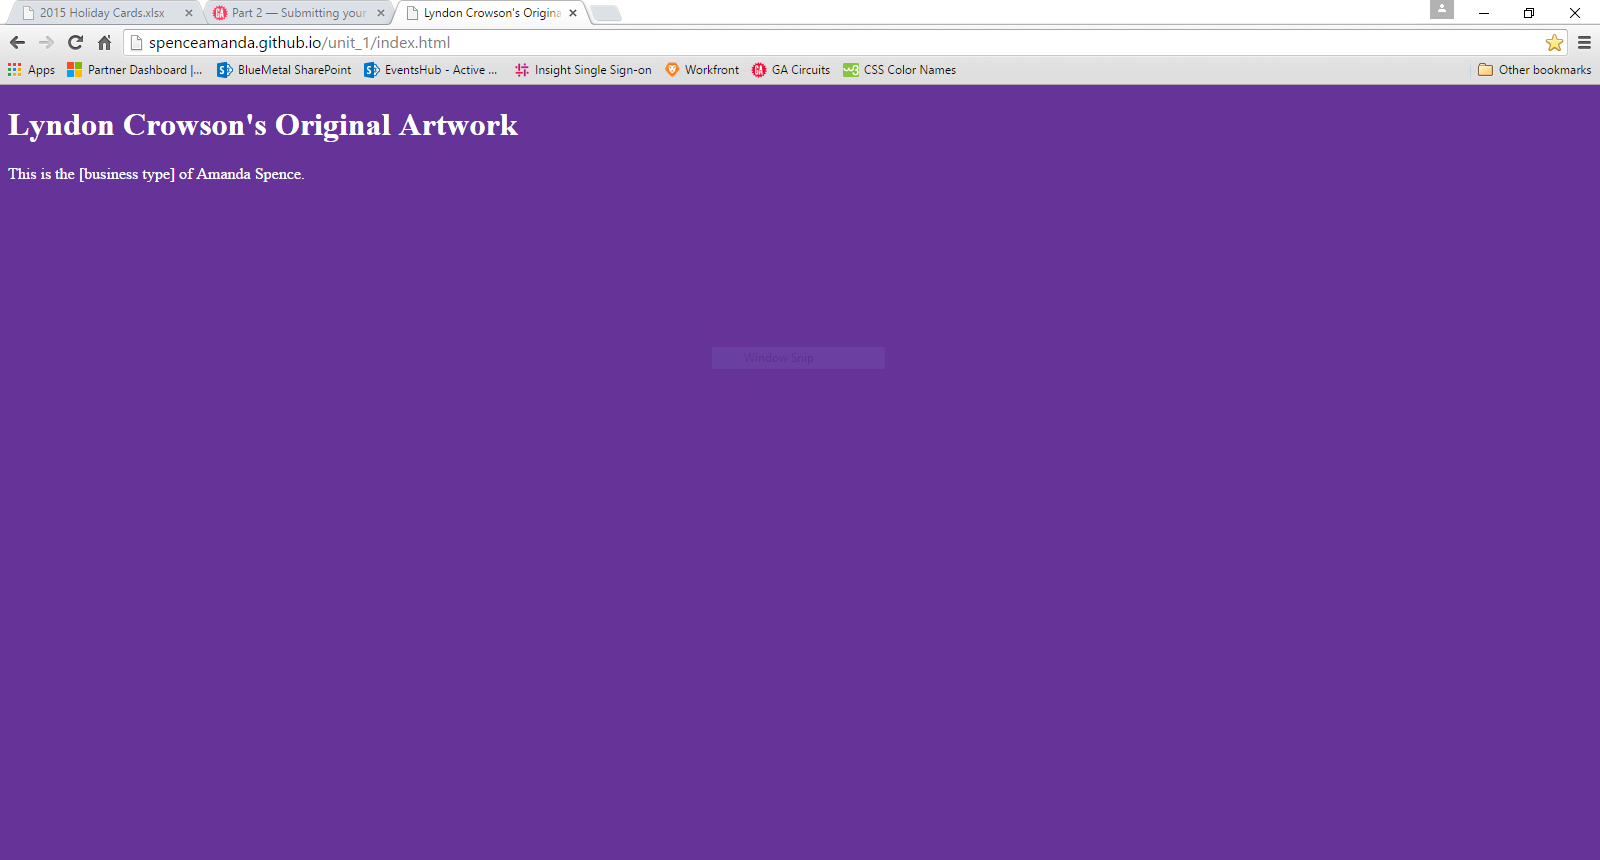 2015 Holiday Cards.xlsx
Part 2 — Submitting your
Lyndon Crowson's Origina
spenceamanda.github.io/unit_1/index.html
Apps
Partner Dashboard |...
BlueMetal SharePoint
EventsHub - Active ...
Insight Single Sign-on
Workfront
GA Circuits
CSS Color Names
Other bookmarks
Lyndon Crowson's Original Artwork
This is the [business type] of Amanda Spence.
Window Snip